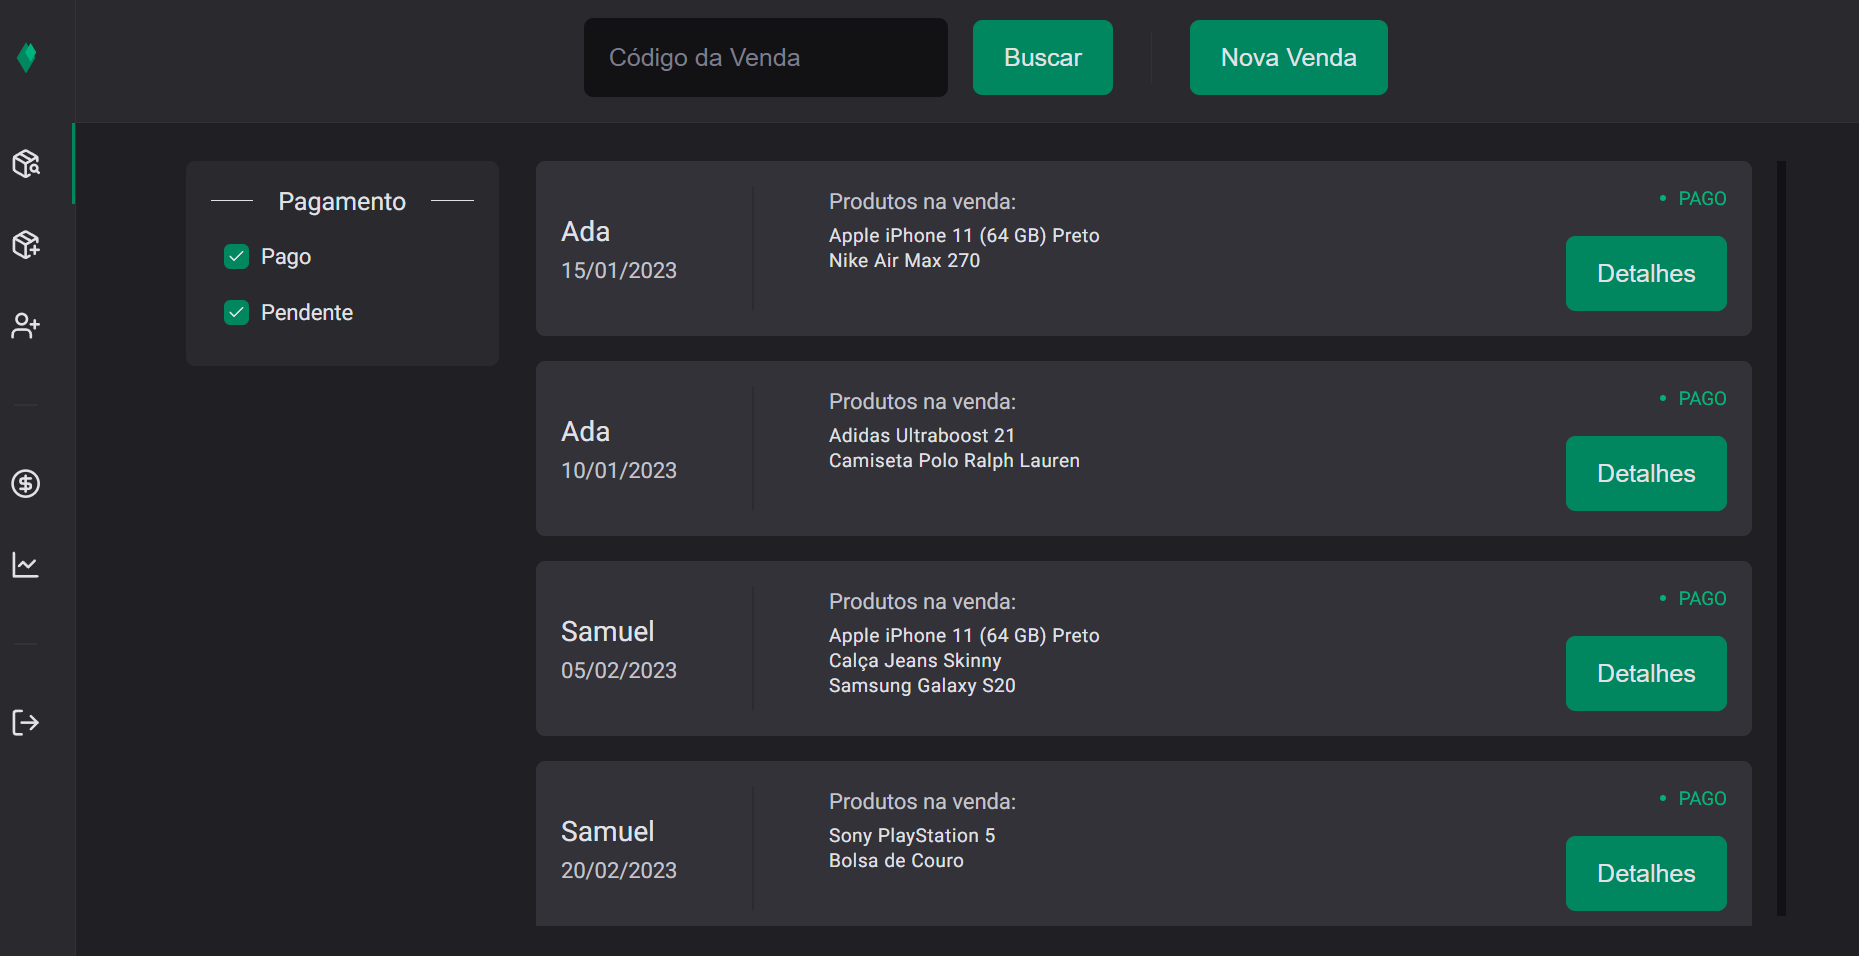 Código da Venda
Buscar
Nova Venda
Pagamento
Pago
Pendente
Ada
15/01/2023
Produtos na venda:
Apple iPhone 11 (64 GB) Preto
Nike Air Max 270
• PAGO
Detalhes
Ada
10/01/2023
Produtos na venda:
Adidas Ultraboost 21
Camiseta Polo Ralph Lauren
• PAGO
Detalhes
Samuel
05/02/2023
Produtos na venda:
Apple iPhone 11 (64 GB) Preto
Calça Jeans Skinny
Samsung Galaxy S20
• PAGO
Detalhes
Samuel
20/02/2023
Produtos na venda:
Sony PlayStation 5
Bolsa de Couro
• PAGO
Detalhes